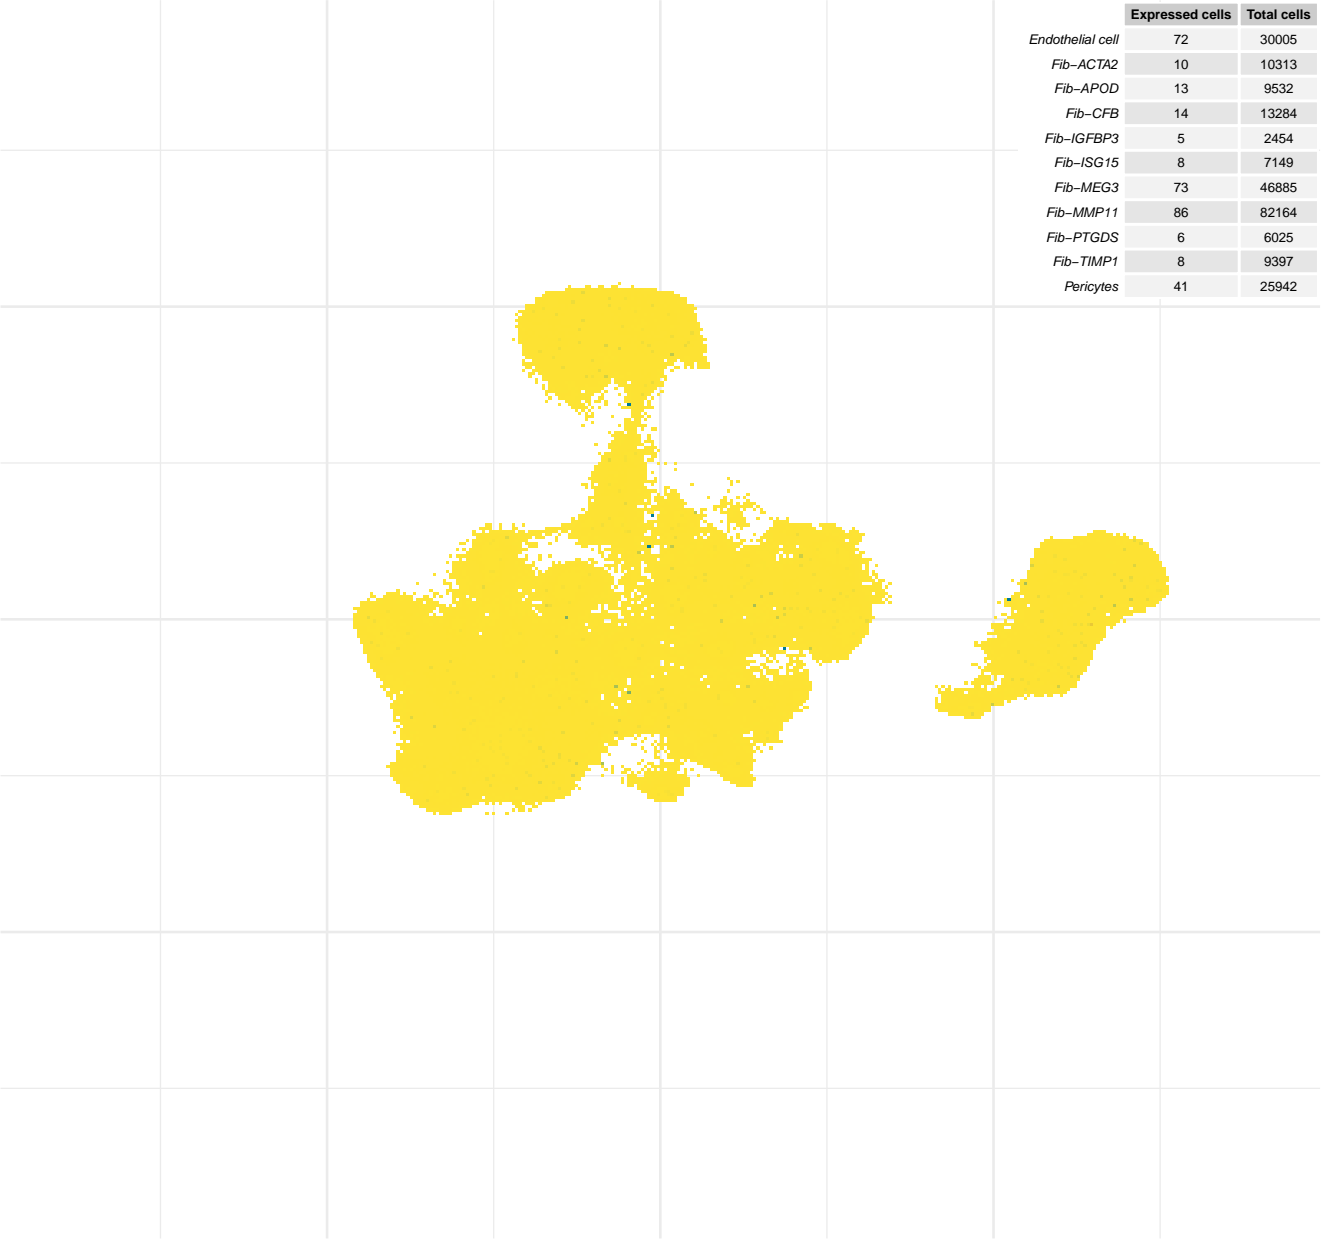 Expressed cells Total cells
Endothelial cell 72 30005
Fib−ACTA2 10 10313
Fib−APOD 13 9532
Fib−CFB 14 13284
Fib−IGFBP3 5 2454
Fib−ISG15 8 7149
Fib−MEG3 73 46885
Fib−MMP11 86 82164
Fib−PTGDS 6 6025
Fib−TIMP1 8 9397
Pericytes 41 25942